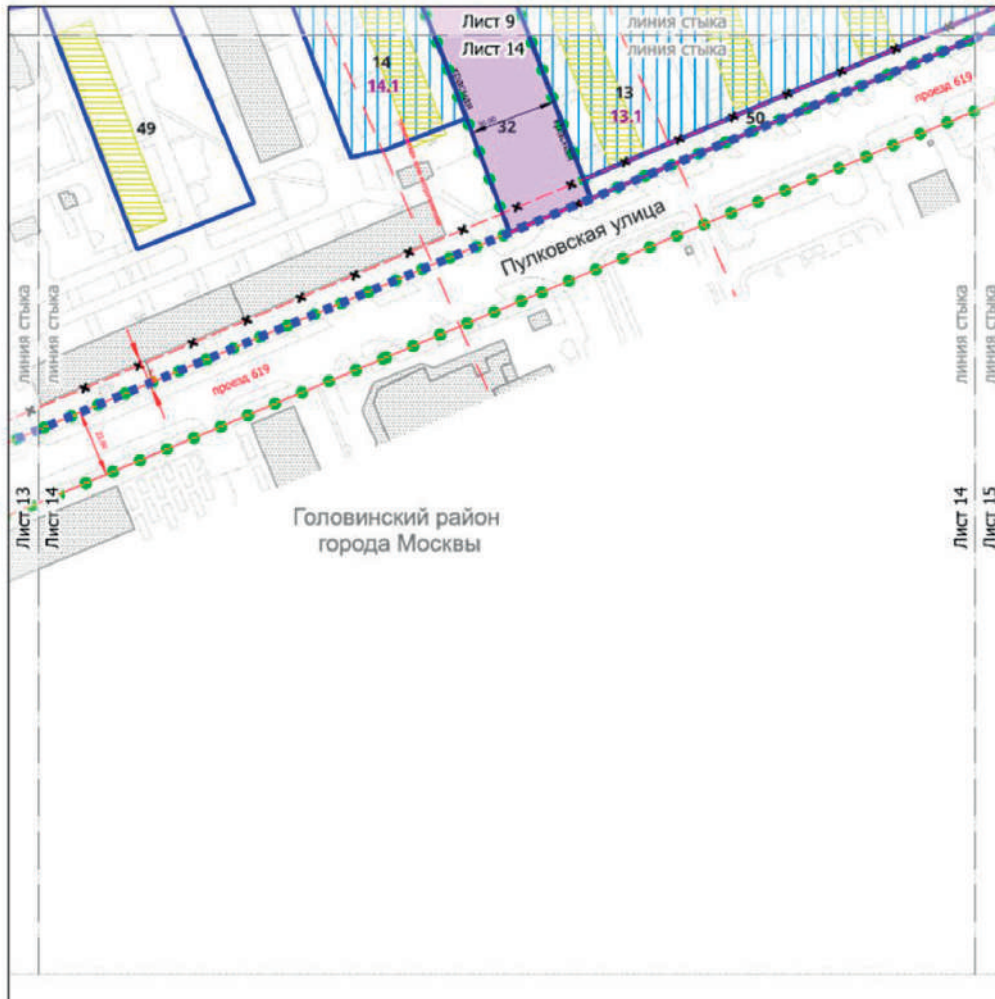 Лист 9
линия стыка
Лист 14
линия стыка
14
14.1
красная
32
13
13.1
50
проезд 619
49
Пулковская улица
линия стыка
линия стыка
линия стыка
линия стыка
проезд 619
Лист 13
Лист 14
Головинский район
города Москвы
Лист 14
Лист 15